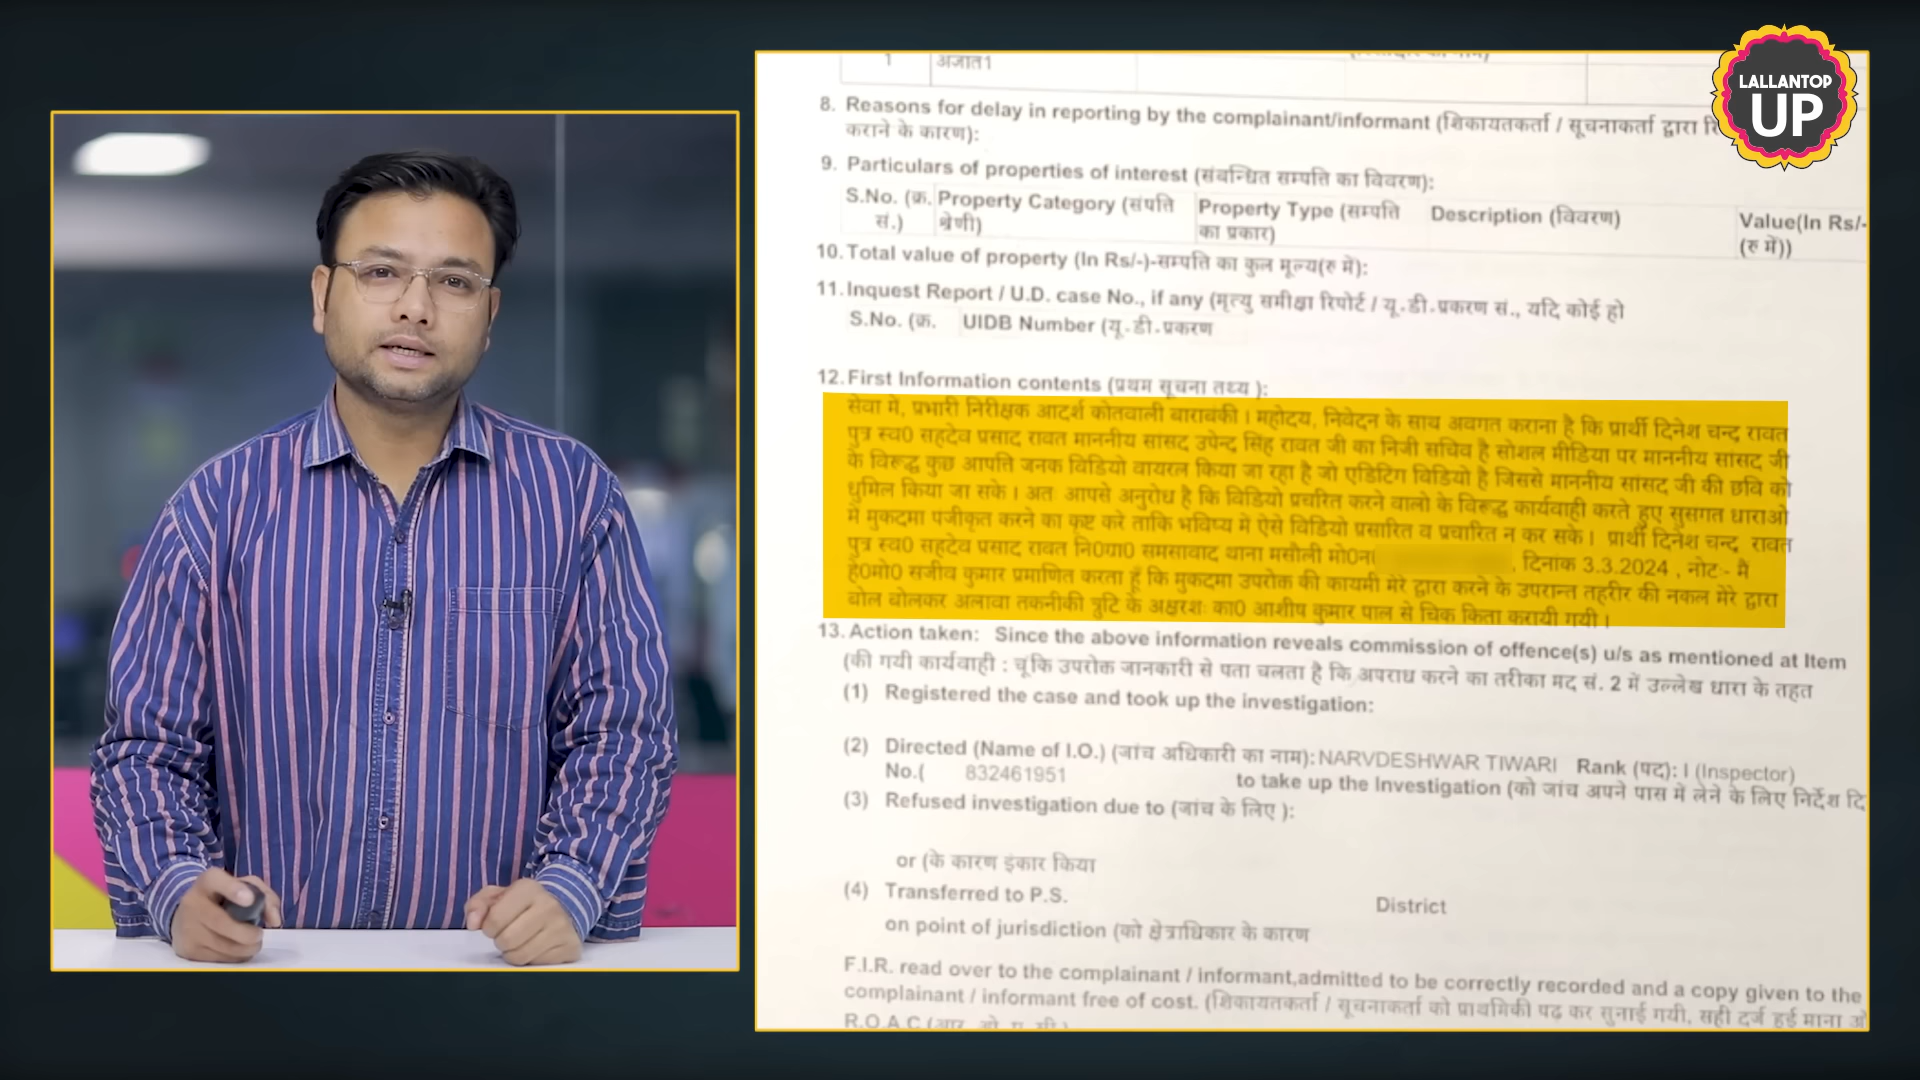 LALLANTOP
UP
1 अज्ञात1
8. Reasons for delay in reporting by the complainant/informant (शिकायतकर्ता / सूचनाकर्ता द्वारा
कराने के कारण):
9. Particulars of properties of interest (संबन्धित सम्पत्ति का विवरण):
S.No. (क्र. Property Category (संपत्ति Property Type (सम्पत्ति Description (विवरण) Value(In Rs/-
सं.) श्रेणी) का प्रकार) (रु में))
10. Total value of property (In Rs/-)-सम्पत्ति का कुल मूल्य(रु में):
11. Inquest Report / U.D. case No., if any (मृत्यु समीक्षा रिपोर्ट / यू.डी.प्रकरण सं., यदि कोई हो
S.No. (क्र. UIDB Number (यू.डी.प्रकरण
12. First Information contents (प्रथम सूचना तथ्य ):
सेवा में, प्रभारी निरीक्षक आदर्श कोतवाली बाराबंकी । महोदय, निवेदन के साथ अवगत कराना है कि प्रार्थी दिनेश चन्द्र रावत
पुत्र स्व0 सहदेव प्रसाद रावत माननीय सांसद उपेन्द्र सिंह रावत जी का निजी सचिव है सोशल मीडिया पर माननीय सांसद जी
के विरूद्ध कुछ आपत्ति जनक विडियो वायरल किया जा रहा है जो एडिटिंग विडियो है जिससे माननीय सांसद जी की छवि को
धुमिल किया जा सके । अतः आपसे अनुरोध है कि विडियो प्रचरित करने वालो के विरूद्ध कार्यवाही करते हुए सुसंगत धाराओ
में मुकदमा पंजीकृत करने का कृष्ट करे ताकि भविष्य में ऐसे विडियो प्रसारित व प्रचारित न कर सके । प्रार्थी दिनेश चन्द्र रावत
पुत्र स्व0 सहदेव प्रसाद रावत नि0ग्रा0 समसावाद थाना मसौली मो0न। , दिनाक 3.3.2024 , नोट:- मै
हे0मो0 सजीव कुमार प्रमाणित करता हूँ कि मुकदमा उपरोक्त की कायमी मेरे द्वारा करने के उपरान्त तहरीर की नकल मेरे द्वारा
बोल बोलकर अलावा तकनीकी त्रुटि के अक्षरशः का0 आशीष कुमार पाल से चिक किता करायी गयी ।
13. Action taken: Since the above information reveals commission of offence(s) u/s as mentioned at Item
(की गयी कार्यवाही : चूंकि उपरोक्त जानकारी से पता चलता है कि अपराध करने का तरीका मद सं. 2 में उल्लेख धारा के तहत
(1) Registered the case and took up the investigation:
(2) Directed (Name of I.O.) (जांच अधिकारी का नाम): NARVDESHWAR TIWARI Rank (पद): I (Inspector)
No.( 832461951 to take up the Investigation (को जांच अपने पास में लेने के लिए निर्देश दि
(3) Refused investigation due to (जांच के लिए ):
or (के कारण इंकार किया
(4) Transferred to P.S. District
on point of jurisdiction (को क्षेत्राधिकार के कारण
F.I.R. read over to the complainant / informant,admitted to be correctly recorded and a copy given to the
complainant / informant free of cost. (शिकायतकर्ता / सूचनाकर्ता को प्राथमिकी पढ़ कर सुनाई गयी, सही दर्ज हुई माना
R.O.A.C.(आर. ओ. ए. सी.)